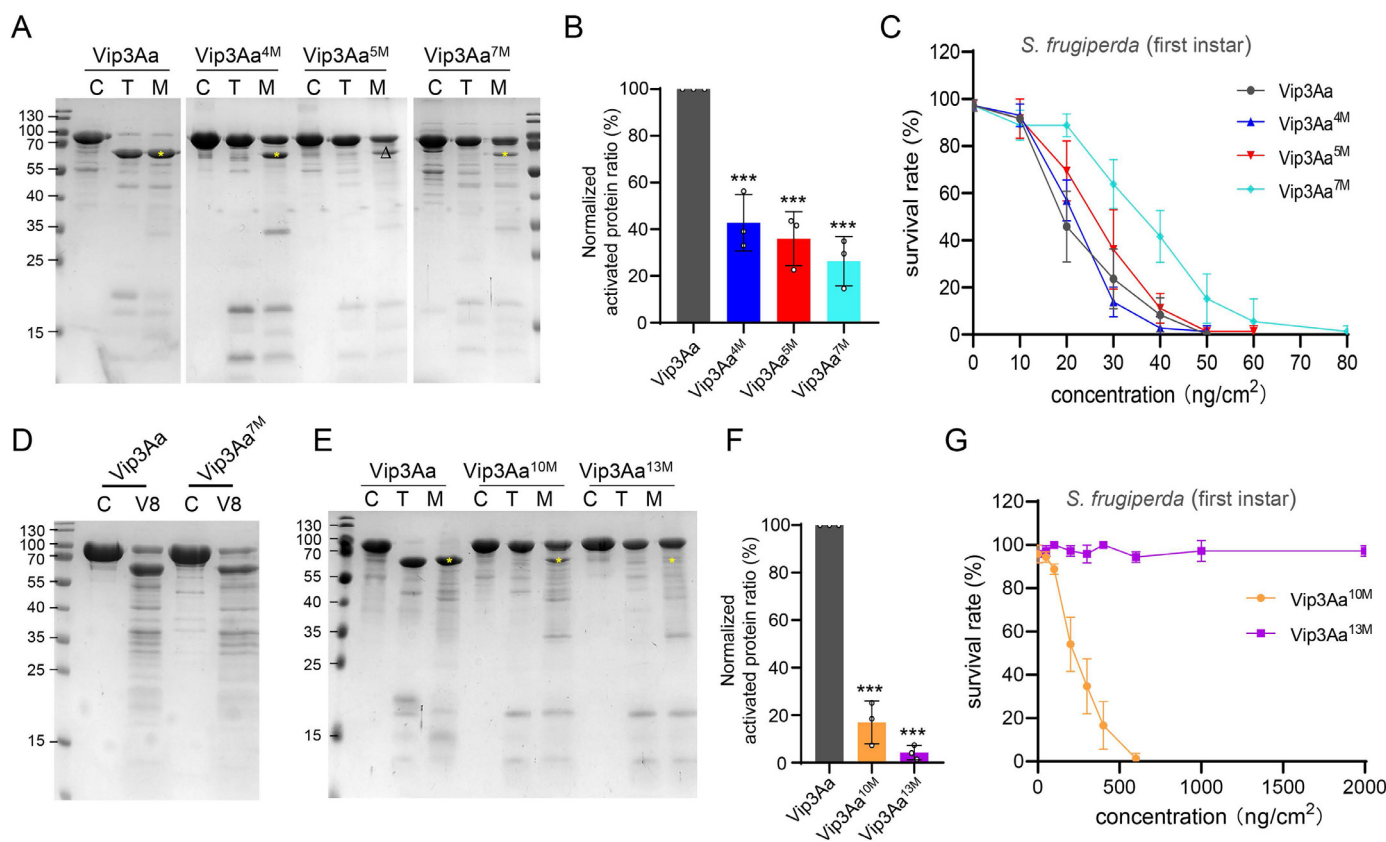 A
Vip3Aa Vip3Aa4M Vip3Aa5M Vip3Aa7M
C T M C T M C T M C T M
130
100
70
55
40
35
25
15
*
*
Δ
*
B
Normalized
activated protein ratio (%)
100
80
60
40
20
0
***
***
***
Vip3Aa
Vip3Aa4M
Vip3Aa5M
Vip3Aa7M
C
S. frugiperda (first instar)
survival rate (%)
120
100
80
60
40
20
0
0 10 20 30 40 50 60 70 80
concentration (ng/cm2)
Vip3Aa
Vip3Aa4M
Vip3Aa5M
Vip3Aa7M
D
Vip3Aa Vip3Aa7M
C V8 C V8
130
100
70
55
40
35
25
15
E
Vip3Aa Vip3Aa10M Vip3Aa13M
C T M C T M C T M
130
100
70
55
40
35
25
15
*
*
*
F
Normalized
activated protein ratio (%)
100
80
60
40
20
0
***
***
Vip3Aa
Vip3Aa10M
Vip3Aa13M
G
S. frugiperda (first instar)
survival rate (%)
120
100
80
60
40
20
0
0 500 1000 1500 2000
concentration (ng/cm2)
Vip3Aa10M
Vip3Aa13M